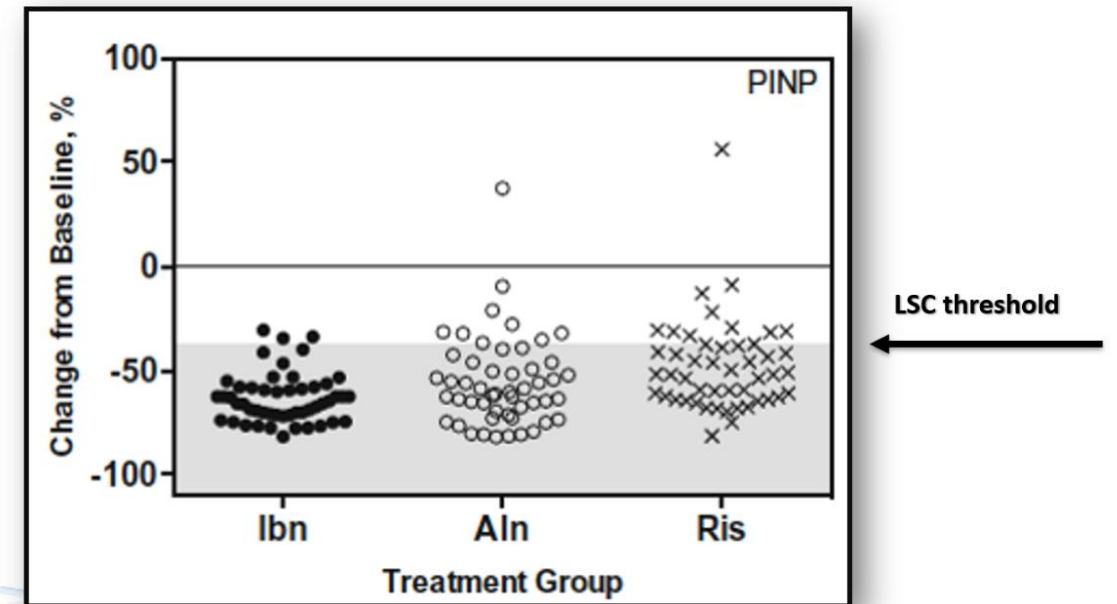 100
PINP
50
0
-50
-100
Change from Baseline, %
Ibn
Aln
Ris
Treatment Group
LSC threshold